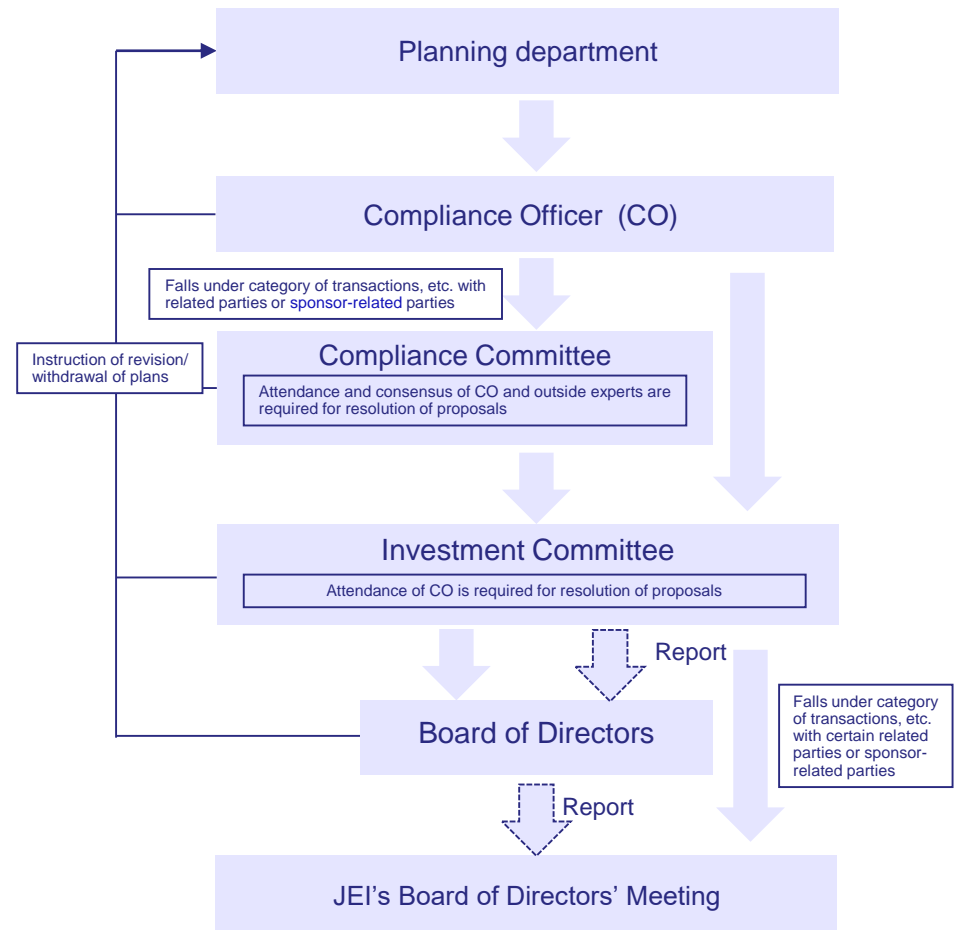 Planning department
Compliance Officer (CO)
Falls under category of transactions, etc. with
related parties or sponsor-related parties
Compliance Committee
Instruction of revision/
withdrawal of plans
Attendance and consensus of CO and outside experts are
required for resolution of proposals
Investment Committee
Attendance of CO is required for resolution of proposals
Report
Falls under category
of transactions, etc.
with certain related
parties or sponsor-
related parties
Board of Directors
Report
JEI's Board of Directors' Meeting